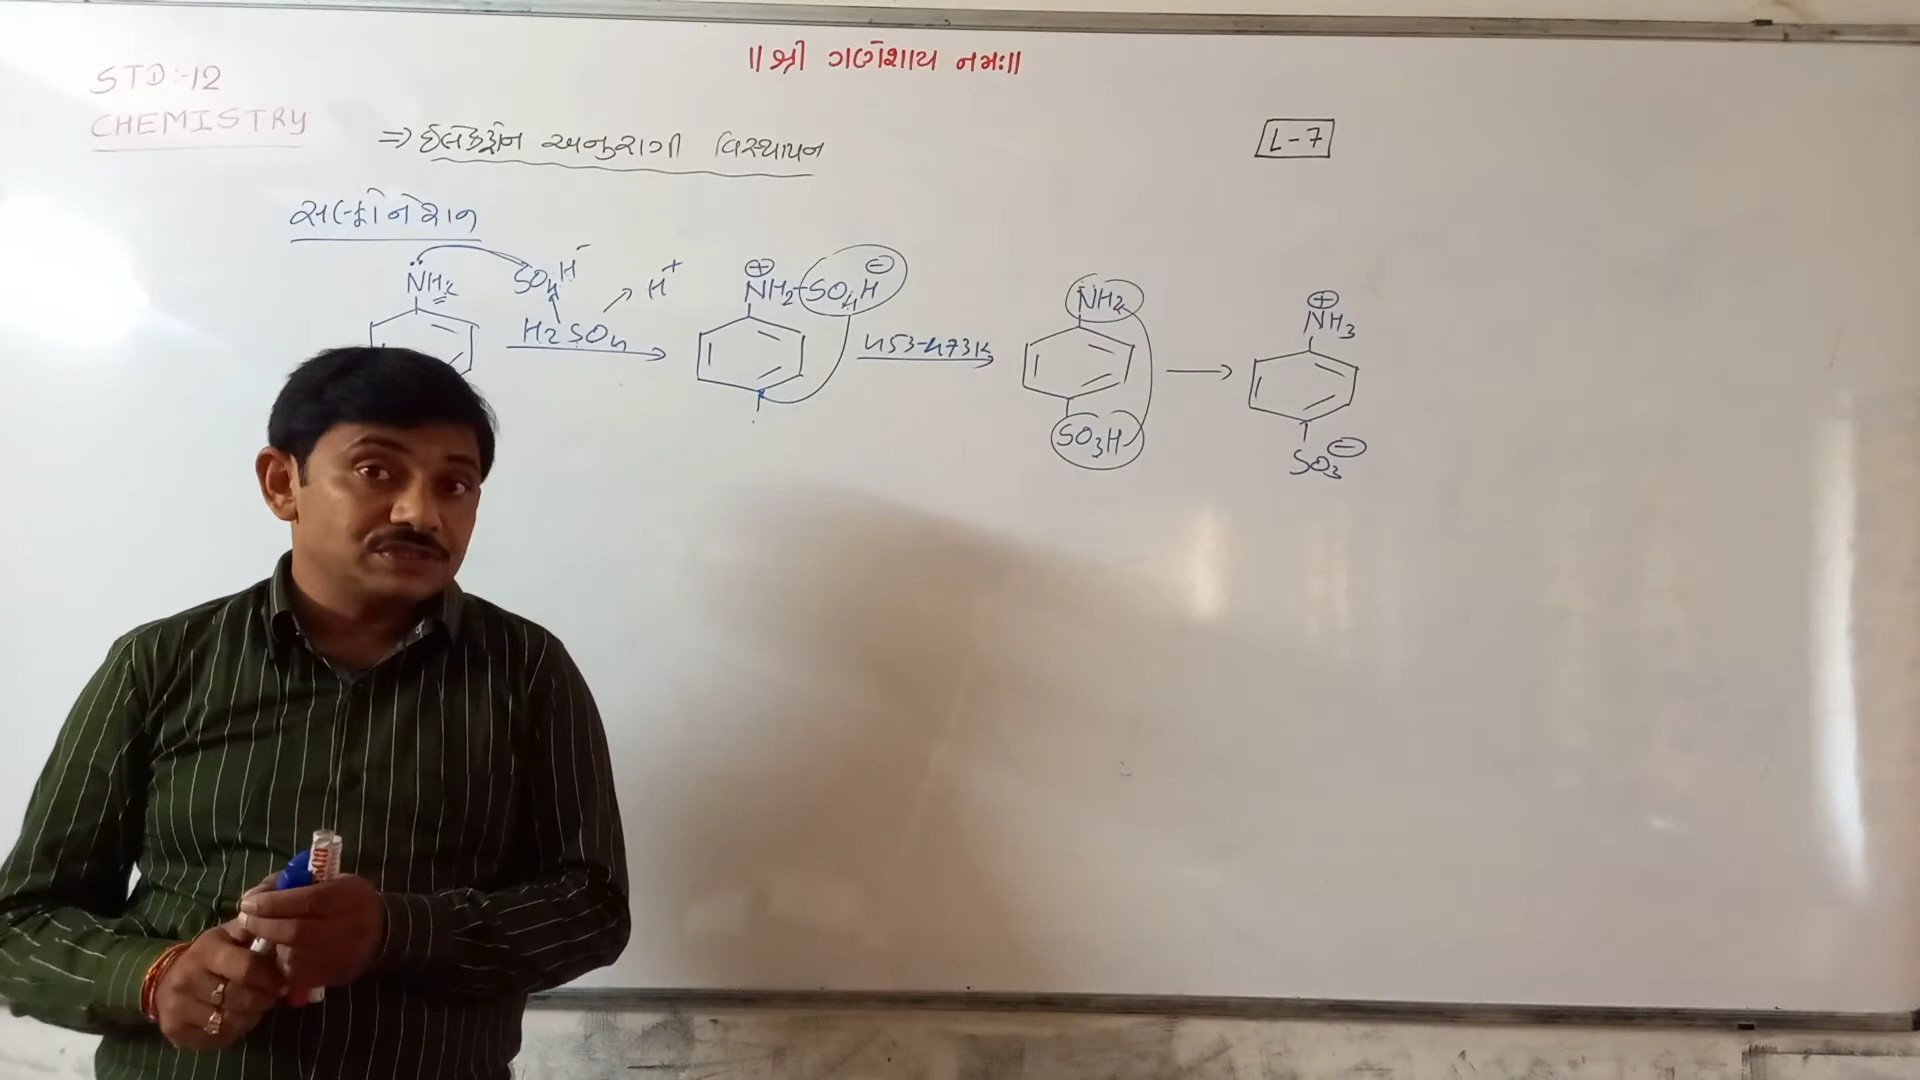 ॥ શ્રી ગણેશાય નમઃ॥
STD:-12
CHEMISTRY
⇒ ઈલેક્ટ્રોન અનુરાગી વિસ્થાપન
L-7
સલ્ફોનેશન
NH2 SO4H- H+ ⊕NH2-SO4H⊖ NH2 ⊕NH3
H2SO4 453-473K
SO3H SO3⊖